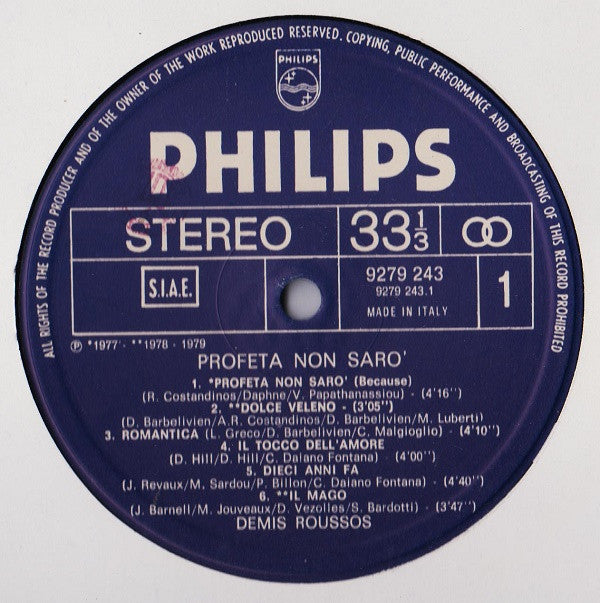 ALL RIGHTS OF THE RECORD PRODUCER AND OF THE OWNER OF THE WORK REPRODUCED RESERVED. COPYING, PUBLIC PERFORMANCE AND BROADCASTING OF THIS RECORD PROHIBITED
PHILIPS
PHILIPS
STEREO 33 1/3
S.I.A.E. 9279 243 1
9279 243.1
MADE IN ITALY
℗ *1977 - **1978 - 1979
PROFETA NON SARO'
1. *PROFETA NON SARO' (Because)
(R. Costandinos/Daphne/V. Papathanassiou) - (4'16'')
2. **DOLCE VELENO - (3'05'')
(D. Barbelivien/A.R. Costandinos/D. Barbelivien/M. Luberti)
3. ROMANTICA (L. Greco/D. Barbelivien/C. Malgioglio) - (4'10'')
4. IL TOCCO DELL'AMORE
(D. Hill/D. Hill/C. Daiano Fontana) - (4'00'')
5. DIECI ANNI FA
(J. Revaux/M. Sardou/P. Billon/C. Daiano Fontana) - (4'40'')
6. **IL MAGO
(J. Barnell/M. Jouveaux/D. Vezolles/S. Bardotti) - (3'47'')
DEMIS ROUSSOS